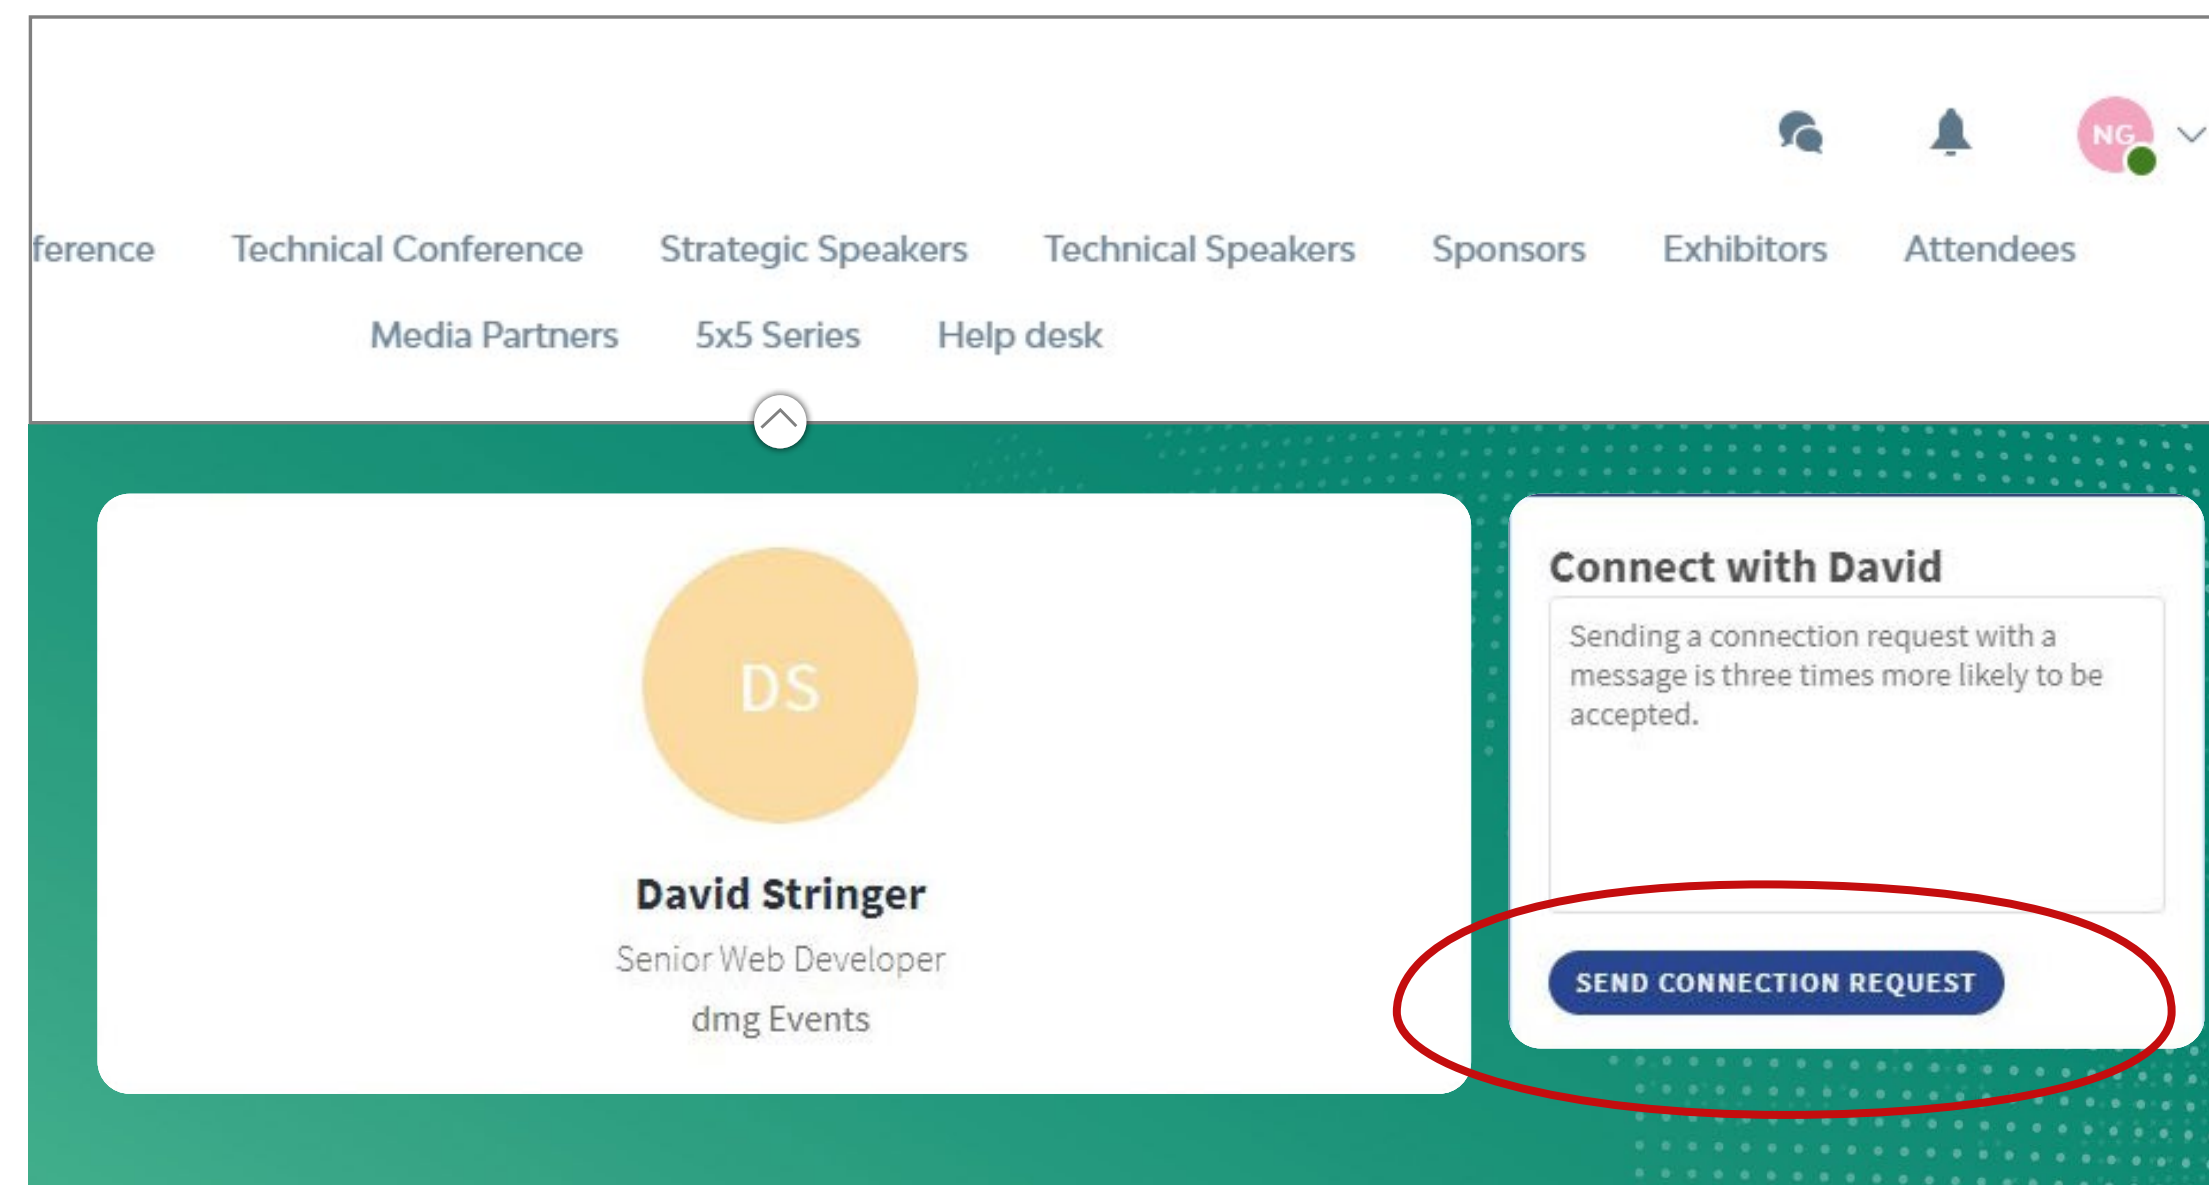 NG
ference Technical Conference Strategic Speakers Technical Speakers Sponsors Exhibitors Attendees
Media Partners 5x5 Series Help desk
DS
David Stringer
Senior Web Developer
dmg Events
Connect with David
Sending a connection request with a
message is three times more likely to be
accepted.
SEND CONNECTION REQUEST